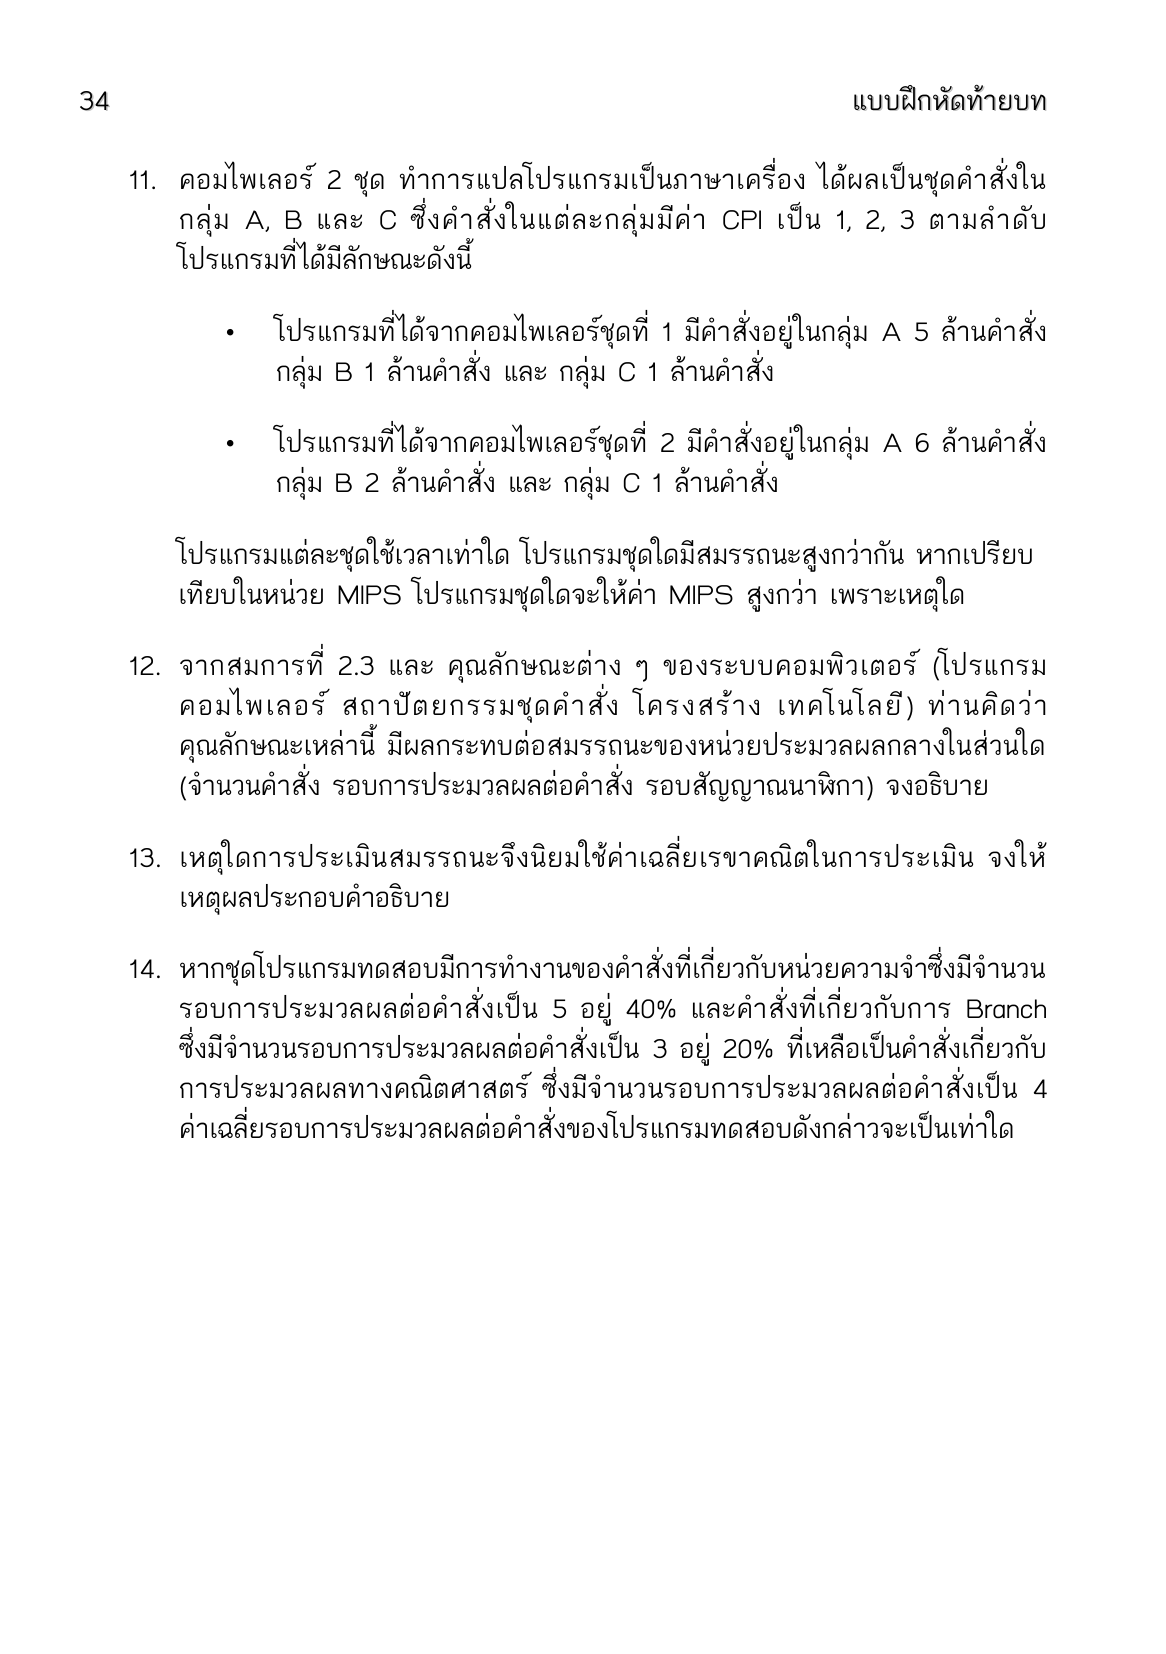 34 แบบฝึกหัดท้ายบท
11. คอมไพเลอร์ 2 ชุด ทำการแปลโปรแกรมเป็นภาษาเครื่อง ได้ผลเป็นชุดคำสั่งใน
กลุ่ม A, B และ C ซึ่งคำสั่งในแต่ละกลุ่มมีค่า CPI เป็น 1, 2, 3 ตามลำดับ
โปรแกรมที่ได้มีลักษณะดังนี้
• โปรแกรมที่ได้จากคอมไพเลอร์ชุดที่ 1 มีคำสั่งอยู่ในกลุ่ม A 5 ล้านคำสั่ง
กลุ่ม B 1 ล้านคำสั่ง และ กลุ่ม C 1 ล้านคำสั่ง
• โปรแกรมที่ได้จากคอมไพเลอร์ชุดที่ 2 มีคำสั่งอยู่ในกลุ่ม A 6 ล้านคำสั่ง
กลุ่ม B 2 ล้านคำสั่ง และ กลุ่ม C 1 ล้านคำสั่ง
โปรแกรมแต่ละชุดใช้เวลาเท่าใด โปรแกรมชุดใดมีสมรรถนะสูงกว่ากัน หากเปรียบ
เทียบในหน่วย MIPS โปรแกรมชุดใดจะให้ค่า MIPS สูงกว่า เพราะเหตุใด
12. จากสมการที่ 2.3 และ คุณลักษณะต่าง ๆ ของระบบคอมพิวเตอร์ (โปรแกรม
คอมไพเลอร์ สถาปัตยกรรมชุดคำสั่ง โครงสร้าง เทคโนโลยี) ท่านคิดว่า
คุณลักษณะเหล่านี้ มีผลกระทบต่อสมรรถนะของหน่วยประมวลผลกลางในส่วนใด
(จำนวนคำสั่ง รอบการประมวลผลต่อคำสั่ง รอบสัญญาณนาฬิกา) จงอธิบาย
13. เหตุใดการประเมินสมรรถนะจึงนิยมใช้ค่าเฉลี่ยเรขาคณิตในการประเมิน จงให้
เหตุผลประกอบคำอธิบาย
14. หากชุดโปรแกรมทดสอบมีการทำงานของคำสั่งที่เกี่ยวกับหน่วยความจำซึ่งมีจำนวน
รอบการประมวลผลต่อคำสั่งเป็น 5 อยู่ 40% และคำสั่งที่เกี่ยวกับการ Branch
ซึ่งมีจำนวนรอบการประมวลผลต่อคำสั่งเป็น 3 อยู่ 20% ที่เหลือเป็นคำสั่งเกี่ยวกับ
การประมวลผลทางคณิตศาสตร์ ซึ่งมีจำนวนรอบการประมวลผลต่อคำสั่งเป็น 4
ค่าเฉลี่ยรอบการประมวลผลต่อคำสั่งของโปรแกรมทดสอบดังกล่าวจะเป็นเท่าใด